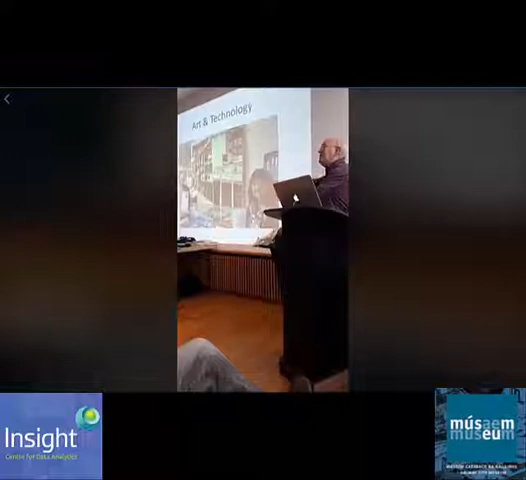 Art & Technology
Insight
Centre for Data Analytics
músaem
museum